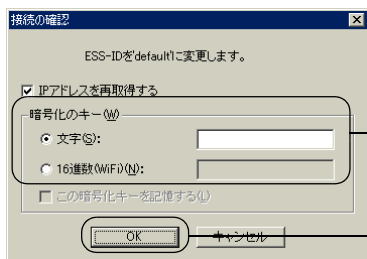 接続の確認
ESS-IDを'default'に変更します。
IPアドレスを再取得する
暗号化のキー(W)
文字(S):
16進数(WiFi)(N):
この暗号化キーを記憶する(L)
OK キャンセル